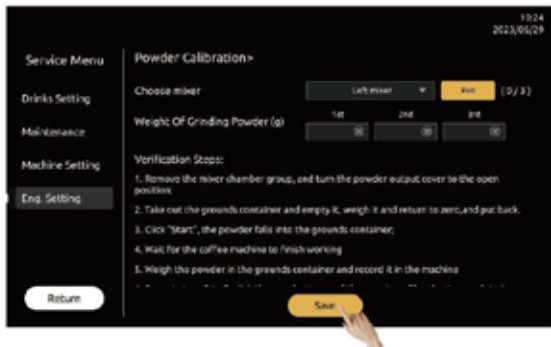 10:24
2023/05/29
Service Menu
Powder Calibration>
Choose mixer
Left mixer
Run
(0/3)
Drinks Setting
1st
2nd
3rd
Weight Of Grinding Powder (g)
Maintenance
Machine Setting
Verification Steps:
1. Remove the mixer chamber group, and turn the powder output cover to the open
position;
Eng. Setting
2. Take out the grounds container and empty it, weigh it and return to zero,and put back.
3. Click "Start", the powder falls into the grounds container;
4. Wait for the coffee machine to finish working
5. Weigh the powder in the grounds container and record it in the machine
Return
Save